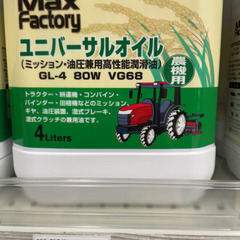 Max
Factory
ユニバーサルオイル
(ミッション・油圧兼用高性能潤滑油)
GL-4 80W VG68
農機用
トラクター・耕運機・コンバイン・
バインダー・田植機などのミッション、
ギヤ、油圧装置、湿式ブレーキ、
湿式クラッチの兼用油です。
4Liters